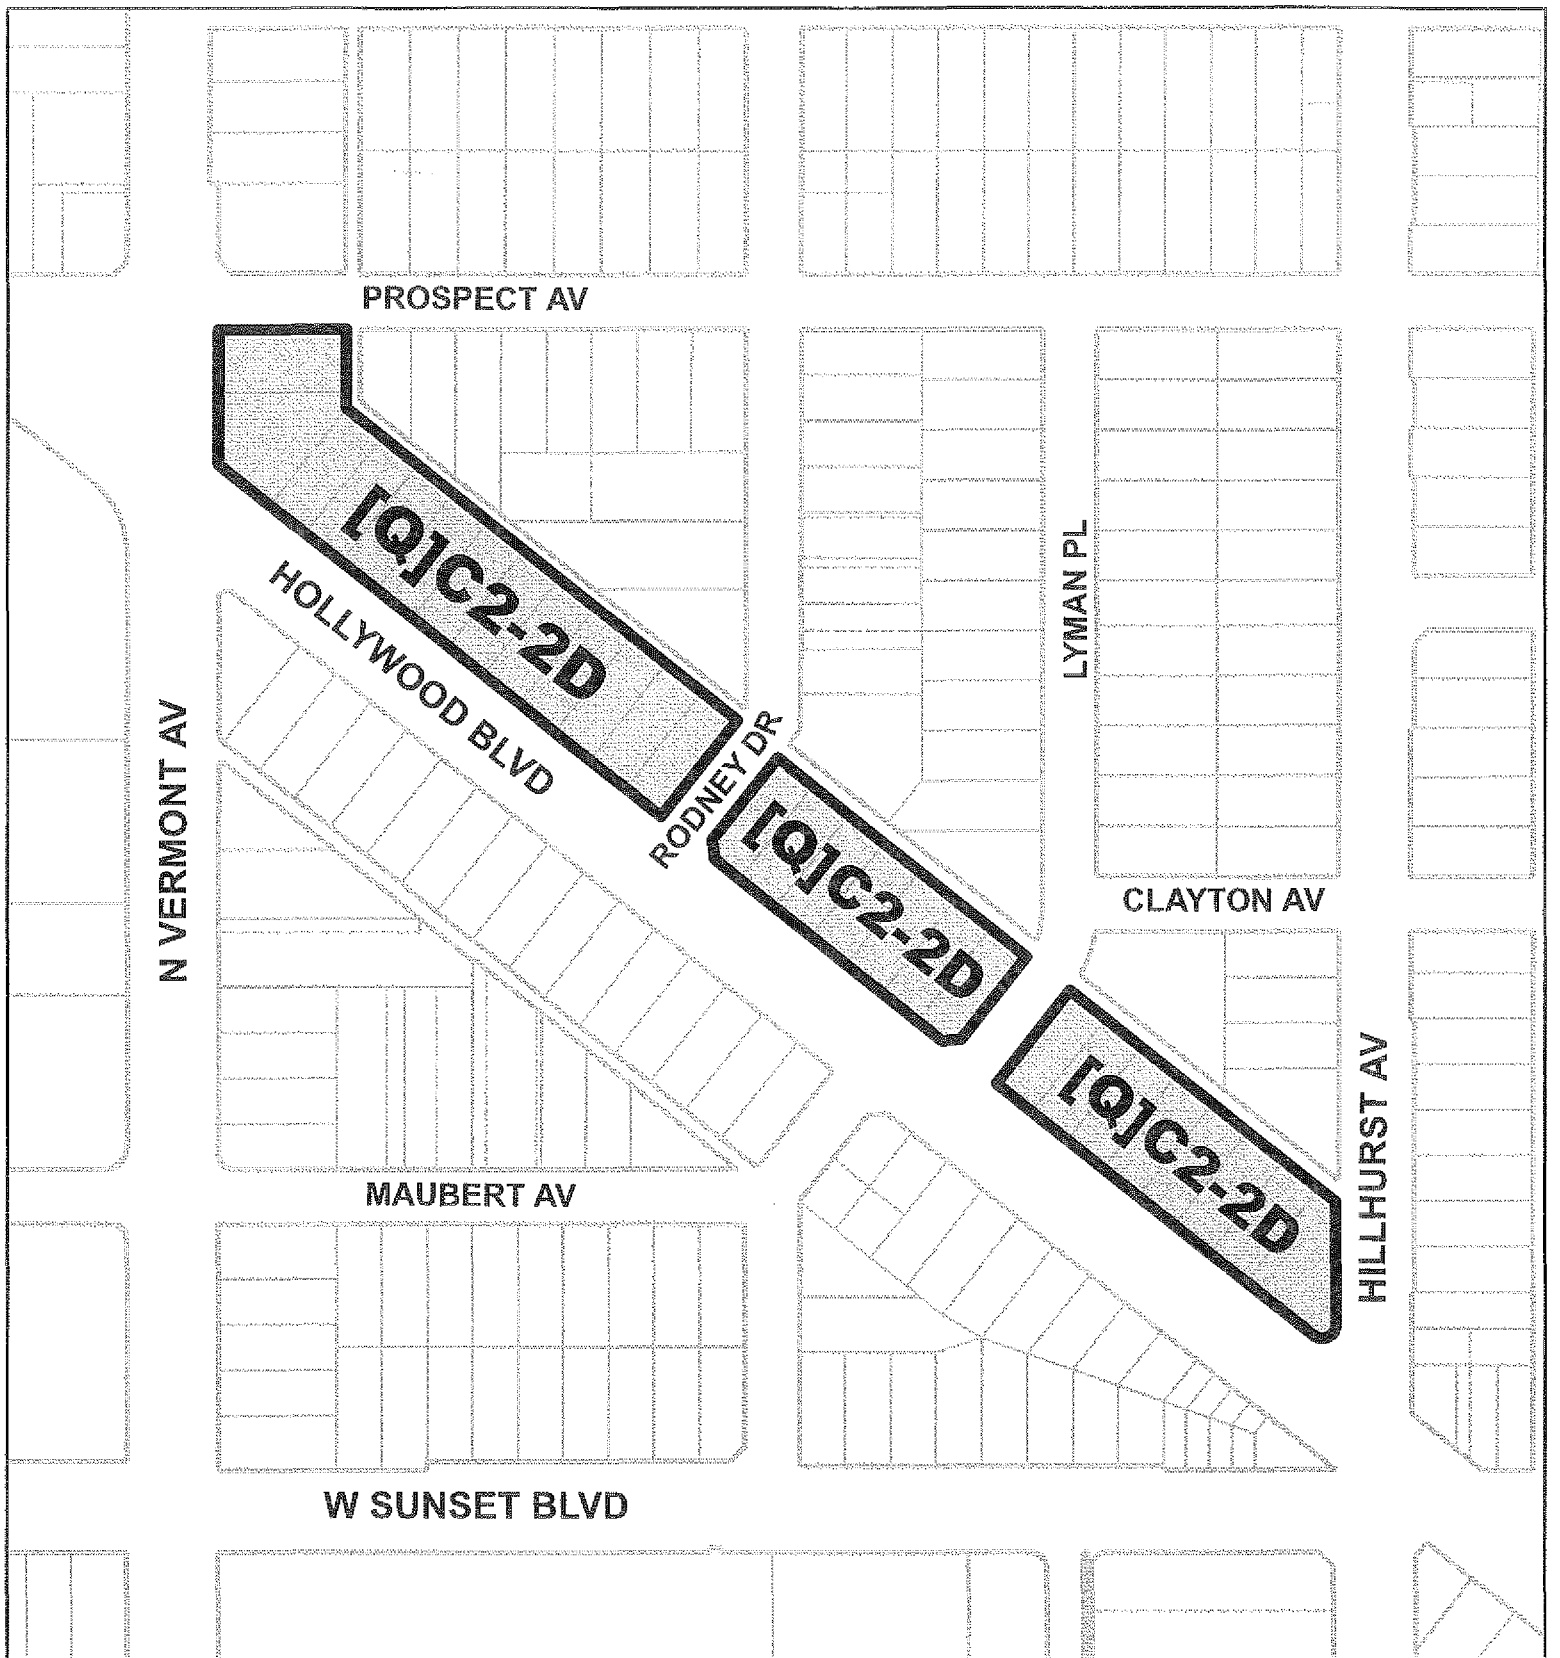 PROSPECT AV
[Q]C2-2D
HOLLYWOOD BLVD
LYMAN PL
N VERMONT AV
RODNEY DR
[Q]C2-2D
CLAYTON AV
[Q]C2-2D
HILLHURST AV
MAUBERT AV
W SUNSET BLVD